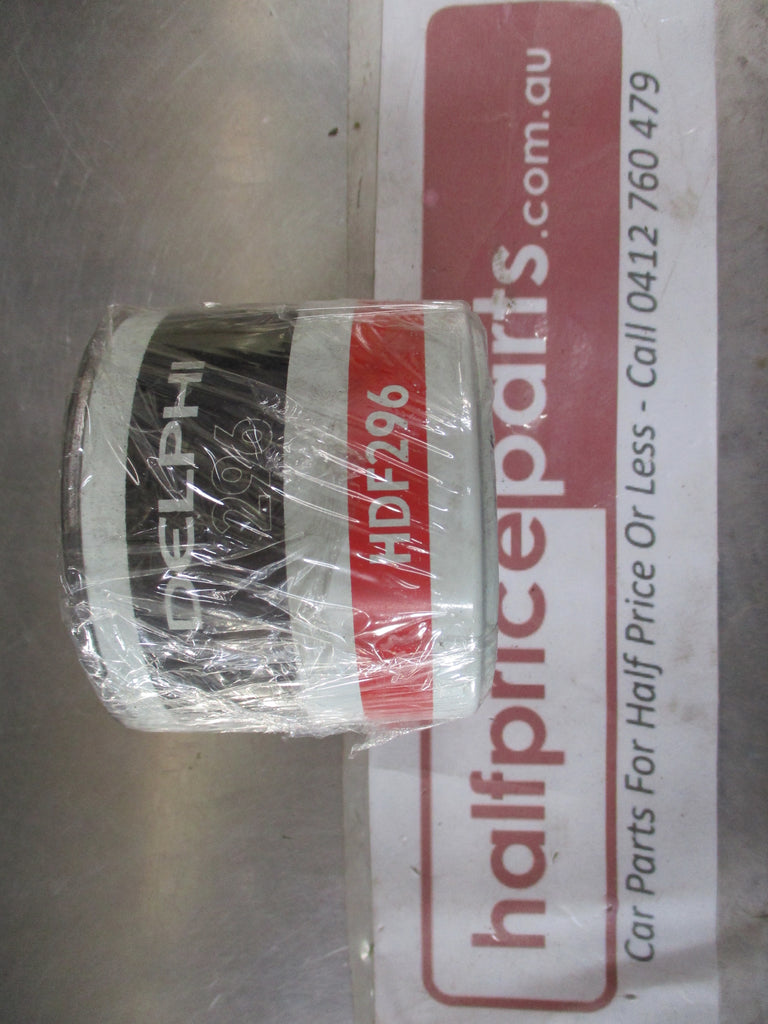 DELPHI
296
HDF296
halfpriceparts.com.au
Car Parts For Half Price Or Less - Call 0412 760 479